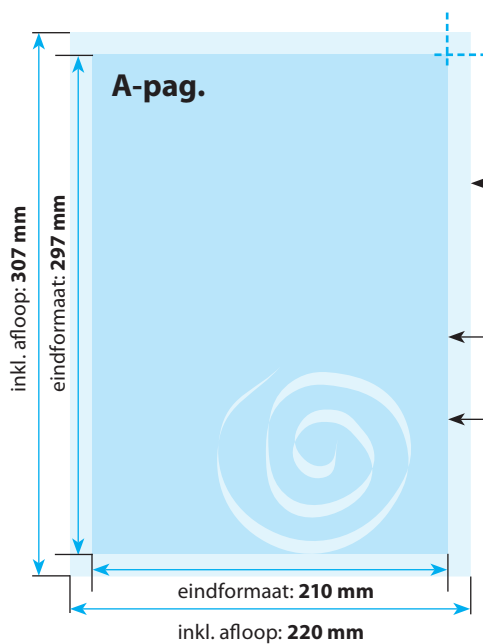 A-pag.
inkl. afloop: 307 mm
eindformaat: 297 mm
eindformaat: 210 mm
inkl. afloop: 220 mm